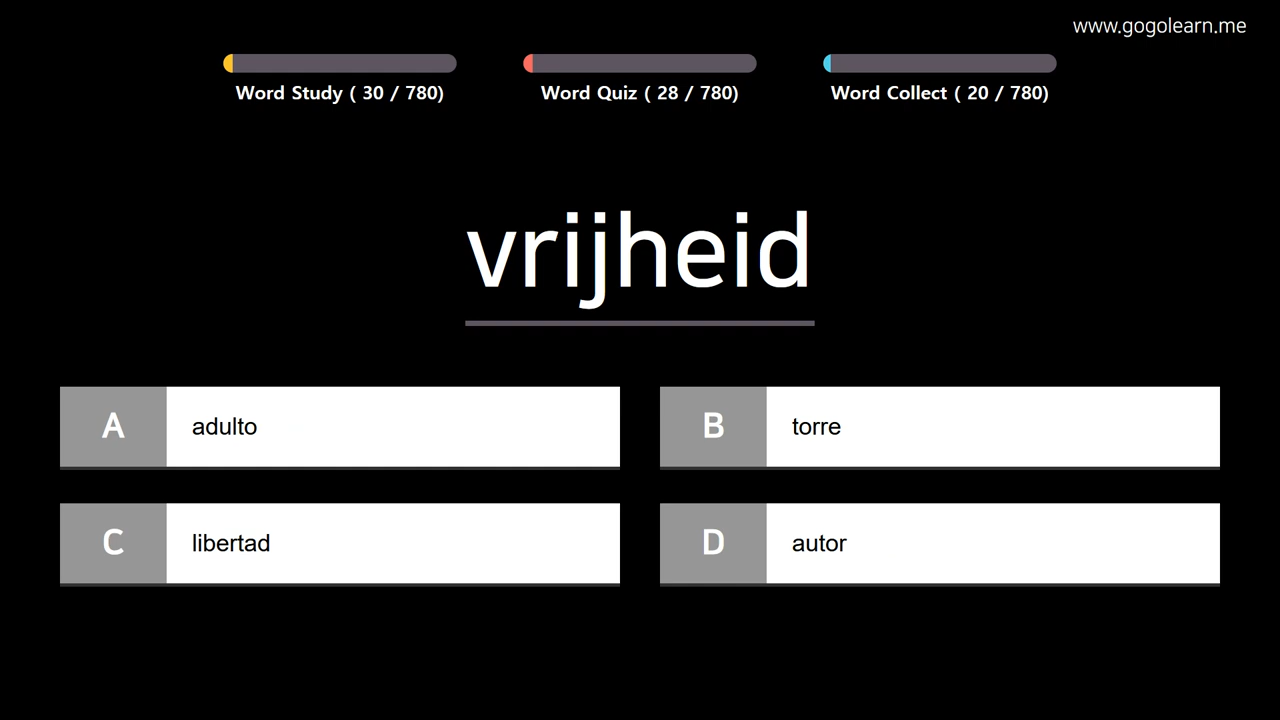 www.gogolearn.me
Word Study ( 30 / 780)
Word Quiz ( 28 / 780)
Word Collect ( 20 / 780)
vrijheid
A adulto
B torre
C libertad
D autor